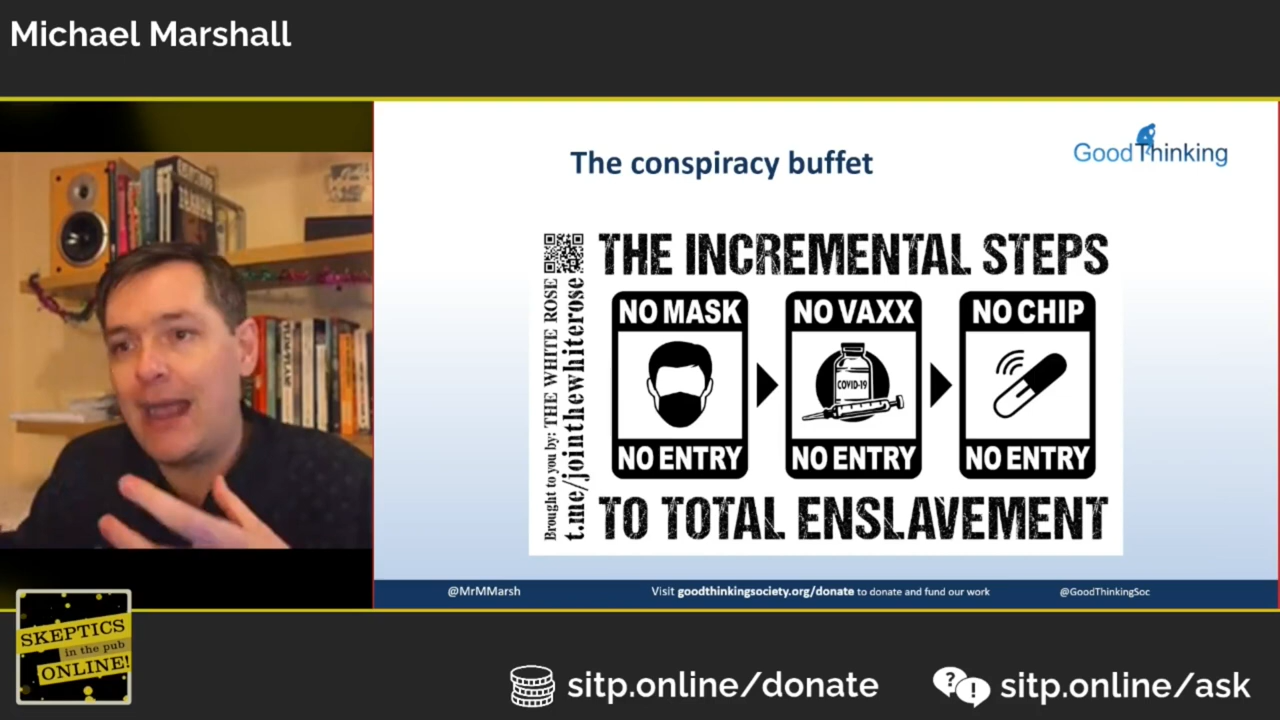 Michael Marshall
The conspiracy buffet
Good Thinking
THE INCREMENTAL STEPS
NO MASK
NO ENTRY
NO VAXX
COVID-19
NO ENTRY
NO CHIP
NO ENTRY
TO TOTAL ENSLAVEMENT
Brought to you by: THE WHITE ROSE
t.me/jointhewhiterose
@MrMMarsh
Visit goodthinkingsociety.org/donate to donate and fund our work
@GoodThinkingSoc
SKEPTICS
in the pub
ONLINE!
sitp.online/donate
?
!
sitp.online/ask